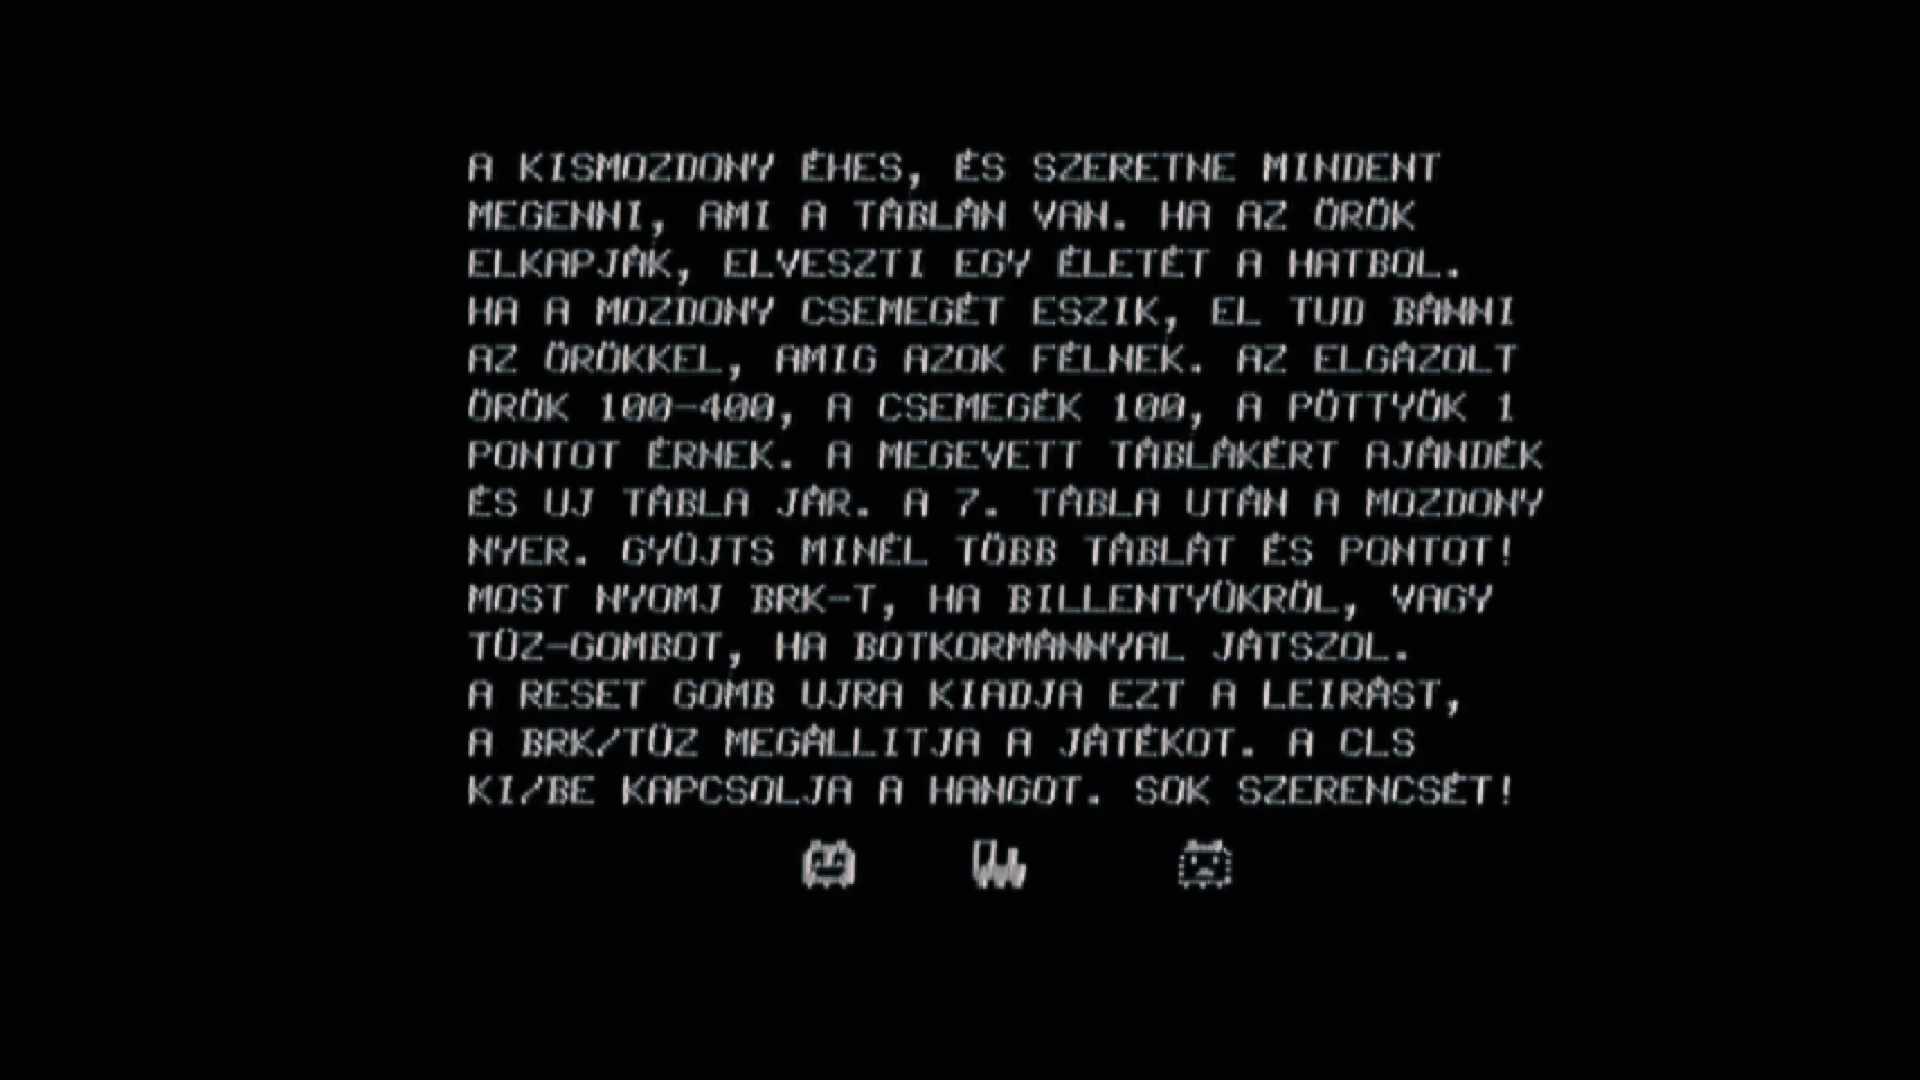 A KISMOZDONY ÉHES, ÉS SZERETNE MINDENT
MEGENNI, AMI A TÁBLÁN VAN. HA AZ ÖRÖK
ELKAPJÁK, ELVESZTI EGY ÉLETÉT A HATBOL.
HA A MOZDONY CSEMEGÉT ESZIK, EL TUD BÁNNI
AZ ÖRÖKKEL, AMIG AZOK FÉLNEK. AZ ELGÁZOLT
ÖRÖK 100-400, A CSEMEGÉK 100, A PÖTTYÖK 1
PONTOT ÉRNEK. A MEGEVETT TÁBLÁKÉRT AJÁNDÉK
ÉS UJ TÁBLA JÁR. A 7. TÁBLA UTÁN A MOZDONY
NYER. GYÜJTS MINÉL TÖBB TÁBLÁT ÉS PONTOT!
MOST NYOMJ BRK-T, HA BILLENTYÜKRÖL, VAGY
TÜZ-GOMBOT, HA BOTKORMÁNNYAL JÁTSZOL.
A RESET GOMB UJRA KIADJA EZT A LEIRÁST,
A BRK/TÜZ MEGÁLLITJA A JÁTÉKOT. A CLS
KI/BE KAPCSOLJA A HANGOT. SOK SZERENCSÉT!